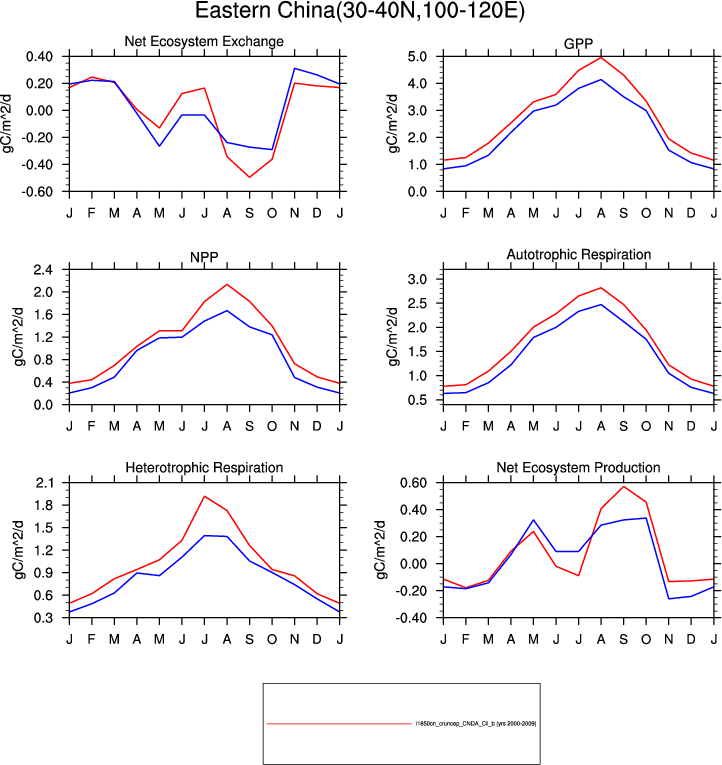 Eastern China(30-40N,100-120E)
Net Ecosystem Exchange
gC/m^2/d
0.40
0.20
0.00
-0.20
-0.40
-0.60
J F M A M J J A S O N D J
GPP
gC/m^2/d
5.0
4.0
3.0
2.0
1.0
0.0
J F M A M J J A S O N D J
NPP
gC/m^2/d
2.4
2.0
1.6
1.2
0.8
0.4
0.0
J F M A M J J A S O N D J
Autotrophic Respiration
gC/m^2/d
3.0
2.5
2.0
1.5
1.0
0.5
J F M A M J J A S O N D J
Heterotrophic Respiration
gC/m^2/d
2.1
1.8
1.5
1.2
0.9
0.6
0.3
J F M A M J J A S O N D J
Net Ecosystem Production
gC/m^2/d
0.60
0.40
0.20
0.00
-0.20
-0.40
J F M A M J J A S O N D J
i1850cn_cruncep_CNDA_Cli_b (yrs 2000-2009)